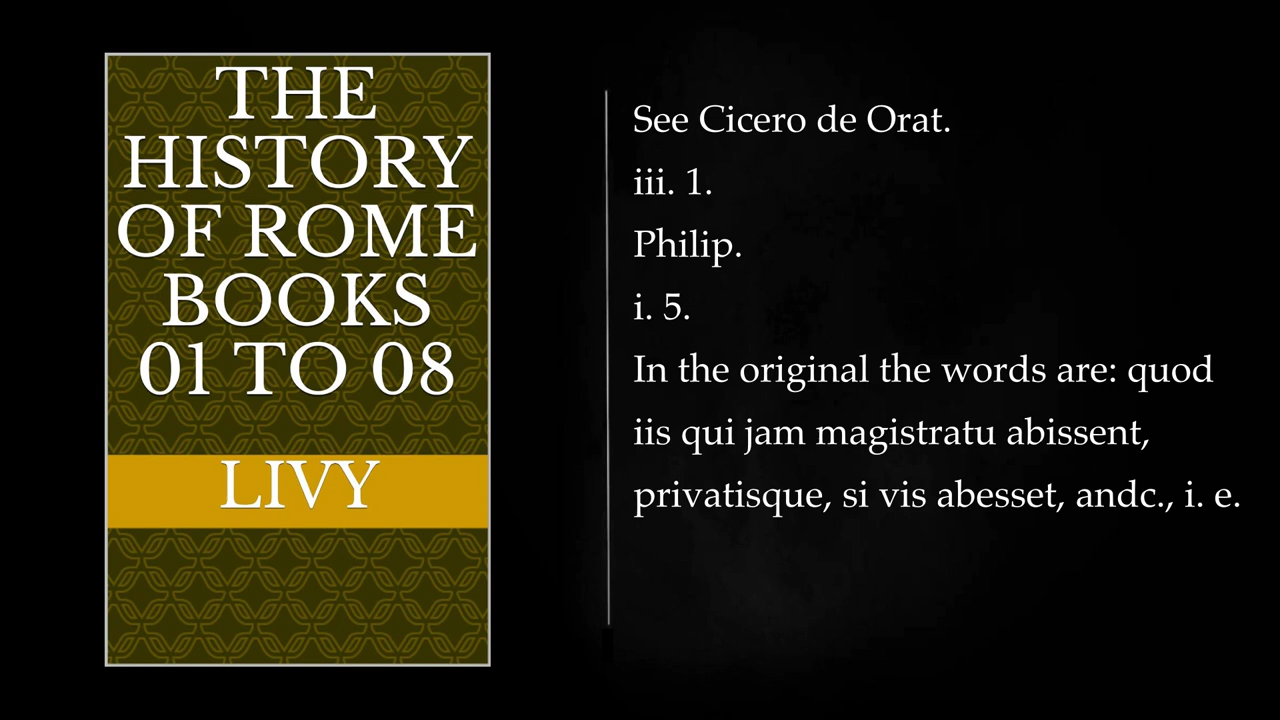 THE
HISTORY
OF ROME
BOOKS
01 TO 08
LIVY
See Cicero de Orat.
iii. 1.
Philip.
i. 5.
In the original the words are: quod
iis qui jam magistratu abissent,
privatisque, si vis abesset, andc., i. e.